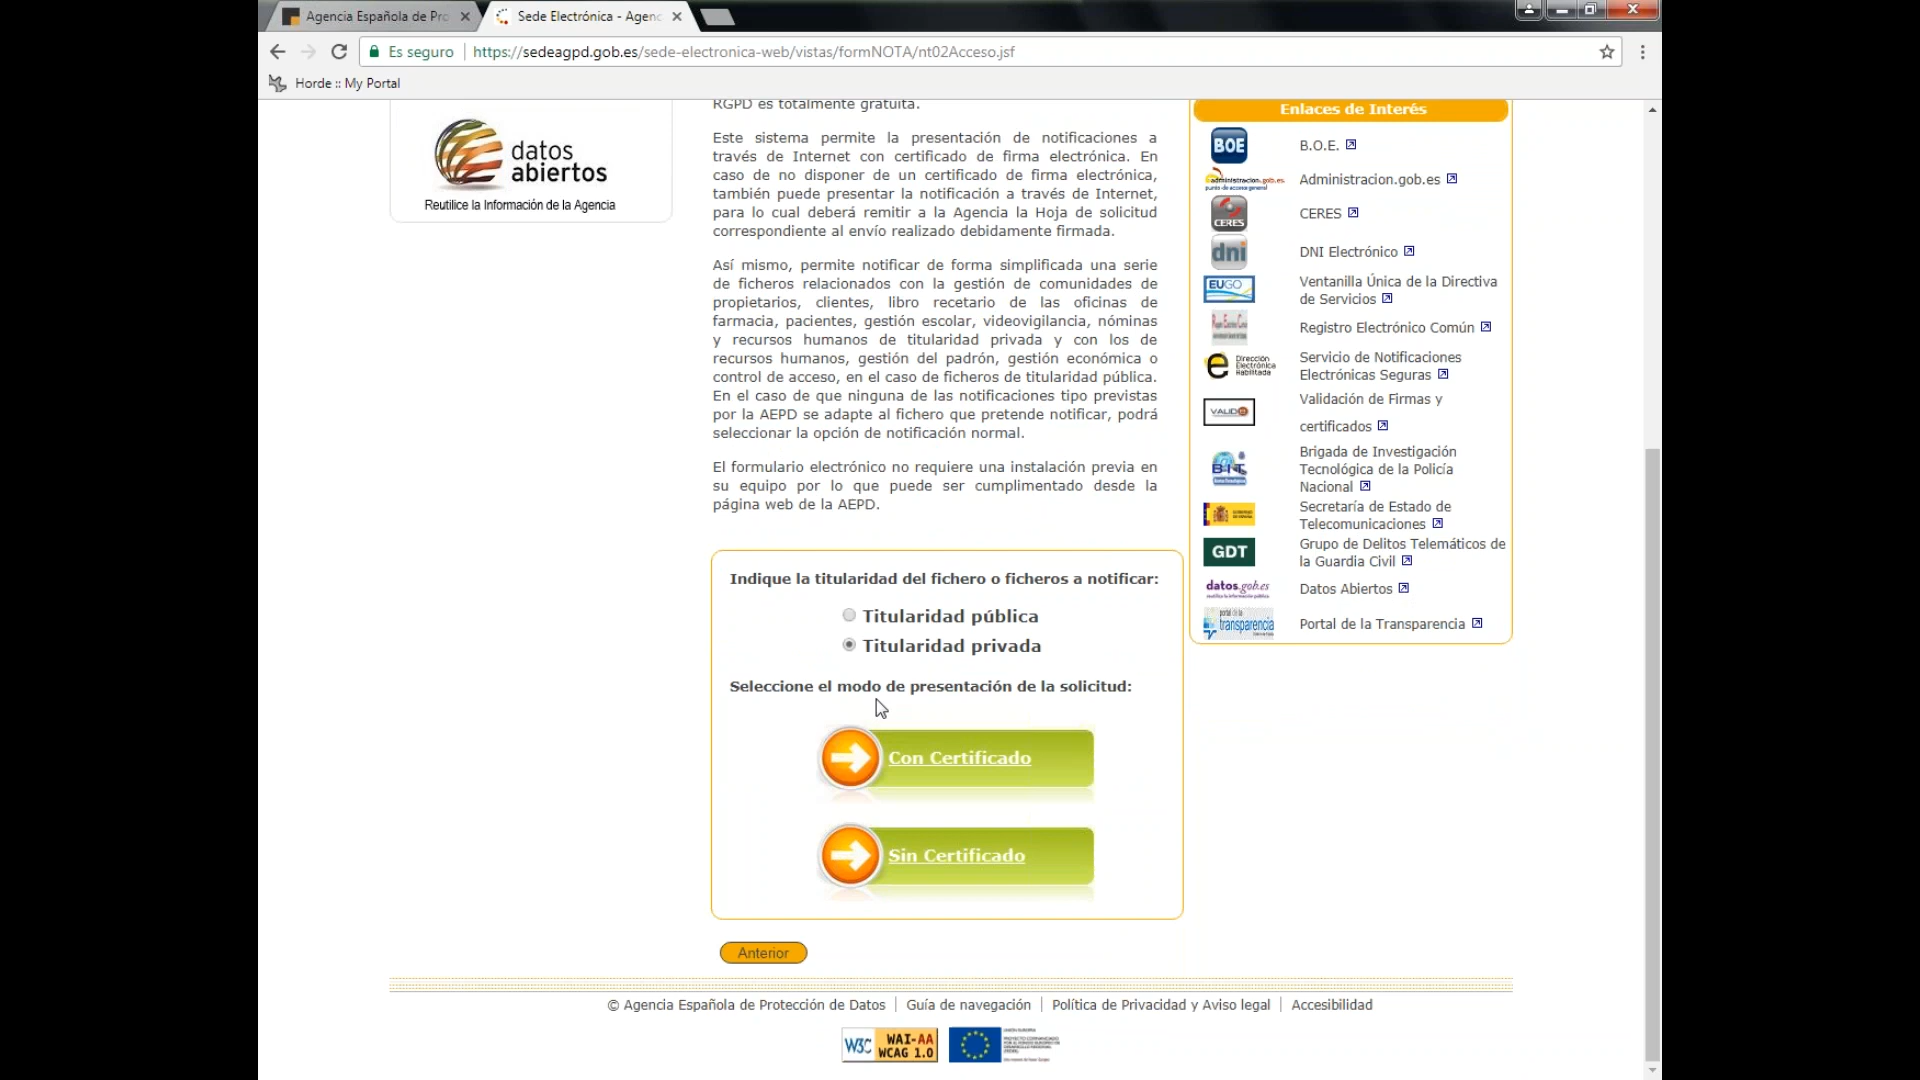 Agencia Española de Pro
Sede Electrónica - Agenc
Es seguro
https://sedeagpd.gob.es/sede-electronica-web/vistas/formNOTA/nt02Acceso.jsf
Horde :: My Portal
datos
abiertos
Reutilice la Información de la Agencia
RGPD es totalmente gratuita.
Este sistema permite la presentación de notificaciones a
través de Internet con certificado de firma electrónica. En
caso de no disponer de un certificado de firma electrónica,
también puede presentar la notificación a través de Internet,
para lo cual deberá remitir a la Agencia la Hoja de solicitud
correspondiente al envío realizado debidamente firmada.
Así mismo, permite notificar de forma simplificada una serie
de ficheros relacionados con la gestión de comunidades de
propietarios, clientes, libro recetario de las oficinas de
farmacia, pacientes, gestión escolar, videovigilancia, nóminas
y recursos humanos de titularidad privada y con los de
recursos humanos, gestión del padrón, gestión económica o
control de acceso, en el caso de ficheros de titularidad pública.
En el caso de que ninguna de las notificaciones tipo previstas
por la AEPD se adapte al fichero que pretende notificar, podrá
seleccionar la opción de notificación normal.
El formulario electrónico no requiere una instalación previa en
su equipo por lo que puede ser cumplimentado desde la
página web de la AEPD.
Indique la titularidad del fichero o ficheros a notificar:
Titularidad pública
Titularidad privada
Seleccione el modo de presentación de la solicitud:
Con Certificado
Sin Certificado
Anterior
Enlaces de Interés
BOE
B.O.E.
administracion.gob.es
punto de acceso general
Administracion.gob.es
CERES
CERES
dni
DNI Electrónico
EUGO
Ventanilla Única de la Directiva
de Servicios
Registro Electrónico Común
Dirección
Electrónica
Habilitada
Servicio de Notificaciones
Electrónicas Seguras
VALIDe
Validación de Firmas y
certificados
B.I.T.
Brigada de Investigación
Tecnológica de la Policía
Nacional
Secretaría de Estado de
Telecomunicaciones
GDT
Grupo de Delitos Telemáticos de
la Guardia Civil
datos.gob.es
Datos Abiertos
portal de la
transparencia
Portal de la Transparencia
© Agencia Española de Protección de Datos | Guía de navegación | Política de Privacidad y Aviso legal | Accesibilidad
W3C WAI-AA
WCAG 1.0